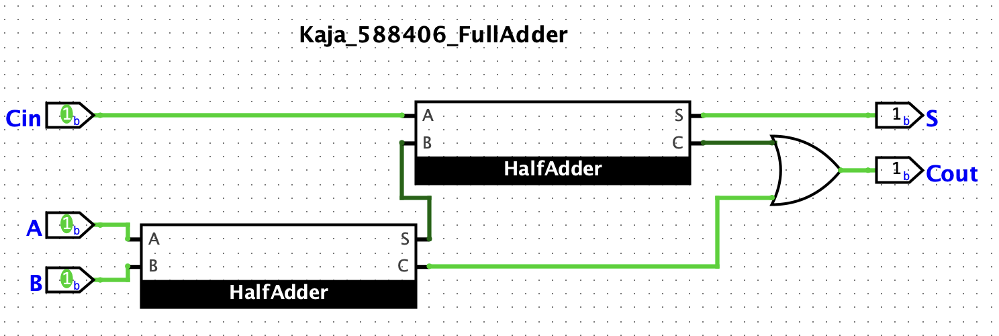 Kaja_588406_FullAdder
Cin 1b
A S
1b S
B C
HalfAdder
1b Cout
A 1b
A S
B C
B 1b
HalfAdder